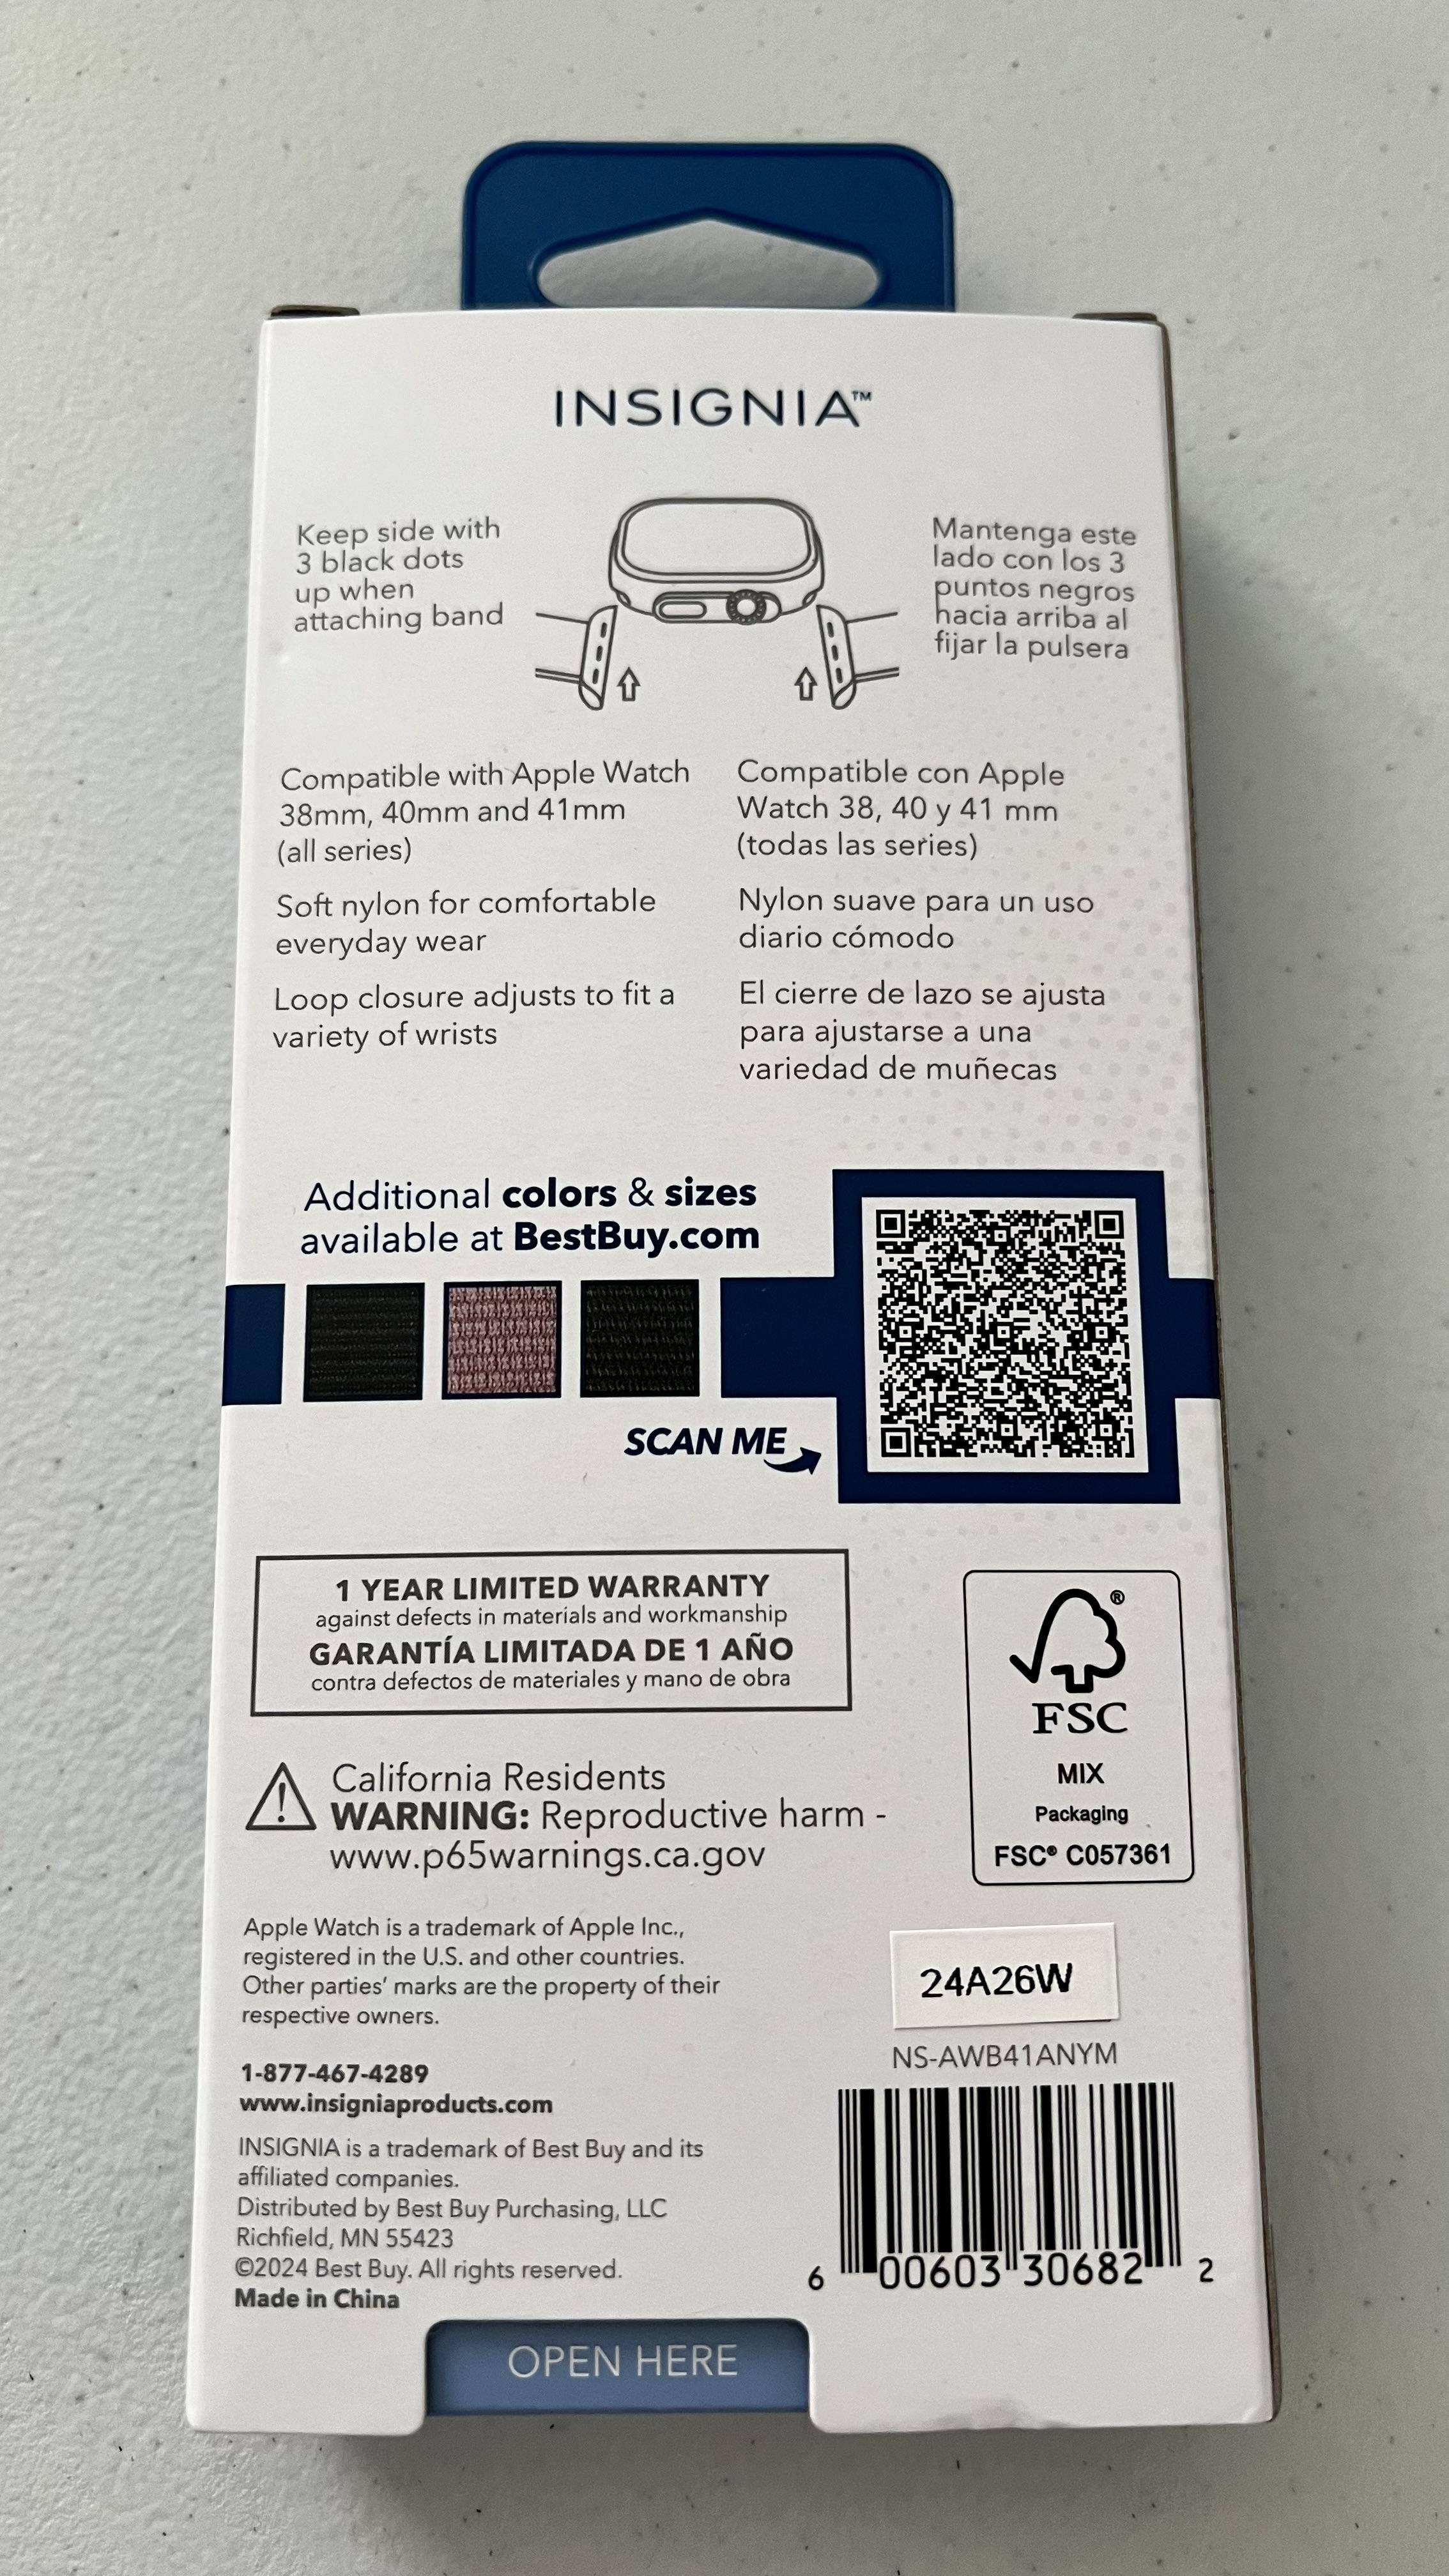 INSIGNIA™
Keep side with
3 black dots
up when
attaching band
Mantenga este
lado con los 3
puntos negros
hacia arriba al
fijar la pulsera
Compatible with Apple Watch
38mm, 40mm and 41mm
(all series)
Soft nylon for comfortable
everyday wear
Loop closure adjusts to fit a
variety of wrists
Compatible con Apple
Watch 38, 40 y 41 mm
(todas las series)
Nylon suave para un uso
diario cómodo
El cierre de lazo se ajusta
para ajustarse a una
variedad de muñecas
Additional colors & sizes
available at BestBuy.com
SCAN ME
1 YEAR LIMITED WARRANTY
against defects in materials and workmanship
GARANTÍA LIMITADA DE 1 AÑO
contra defectos de materiales y mano de obra
®
FSC
MIX
Packaging
FSC® C057361
California Residents
WARNING: Reproductive harm -
www.p65warnings.ca.gov
Apple Watch is a trademark of Apple Inc.,
registered in the U.S. and other countries.
Other parties' marks are the property of their
respective owners.
1-877-467-4289
www.insigniaproducts.com
INSIGNIA is a trademark of Best Buy and its
affiliated companies.
Distributed by Best Buy Purchasing, LLC
Richfield, MN 55423
©2024 Best Buy. All rights reserved.
Made in China
24A26W
NS-AWB41ANYM
6 00603 30682 2
OPEN HERE